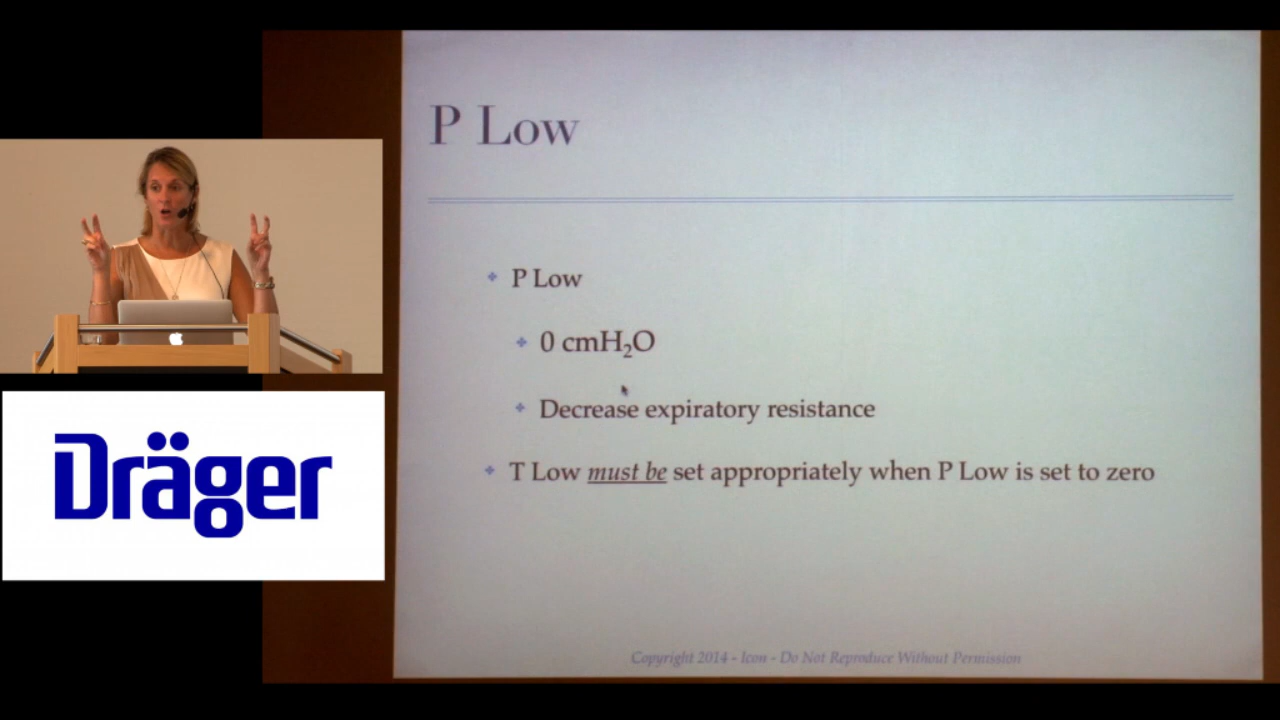 P Low
P Low
0 cmH₂O
Decrease expiratory resistance
T Low must be set appropriately when P Low is set to zero
Copyright 2014 - Icon - Do Not Reproduce Without Permission
Dräger